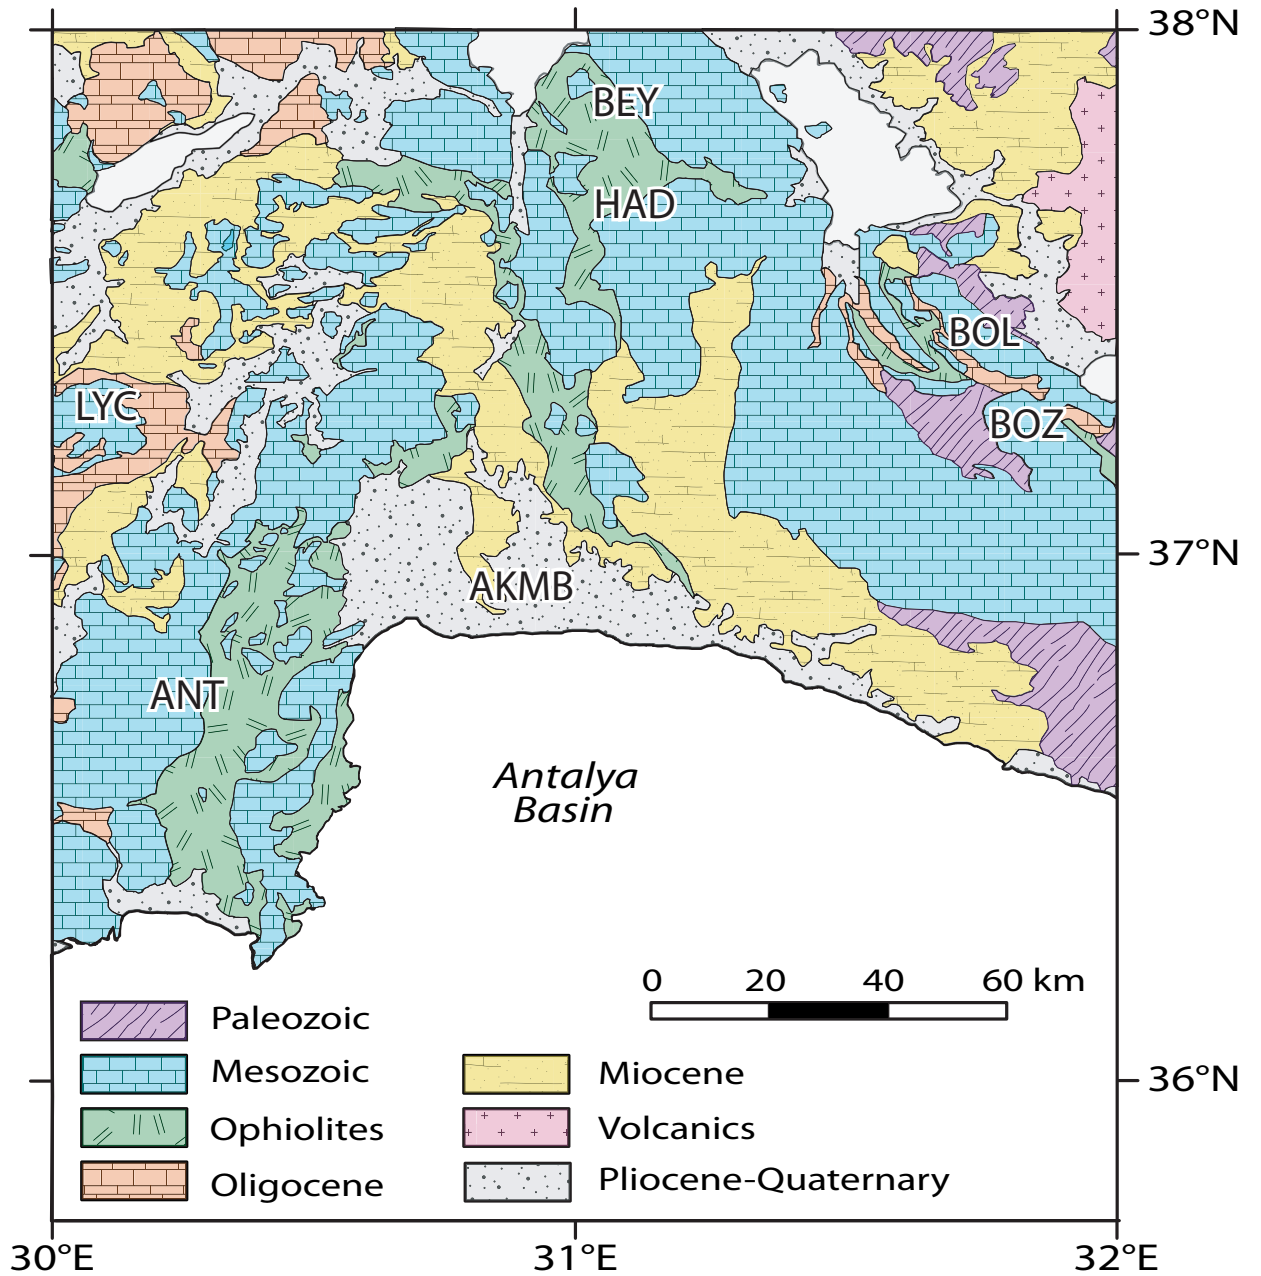 38°N
BEY
HAD
BOL
LYC
BOZ
37°N
AKMB
ANT
Antalya
Basin
0 20 40 60 km
Paleozoic
Mesozoic
Miocene
36°N
Ophiolites
Volcanics
Oligocene
Pliocene-Quaternary
30°E 31°E 32°E